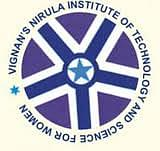 VIGNAN'S NIRULA INSTITUTE OF TECHNOLOGY AND SCIENCE FOR WOMEN